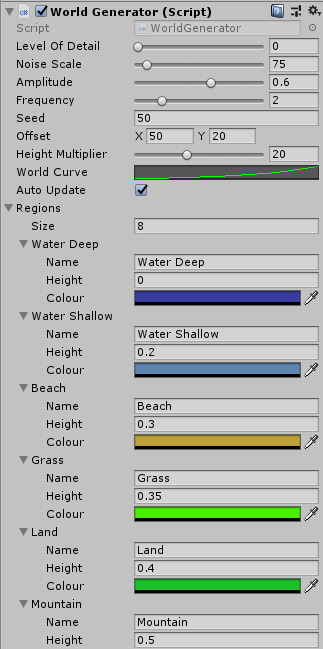 World Generator (Script)
Script WorldGenerator
Level Of Detail 0
Noise Scale 75
Amplitude 0.6
Frequency 2
Seed 50
Offset X 50 Y 20
Height Multiplier 20
World Curve
Auto Update
Regions
Size 8
Water Deep
Name Water Deep
Height 0
Colour
Water Shallow
Name Water Shallow
Height 0.2
Colour
Beach
Name Beach
Height 0.3
Colour
Grass
Name Grass
Height 0.35
Colour
Land
Name Land
Height 0.4
Colour
Mountain
Name Mountain
Height 0.5